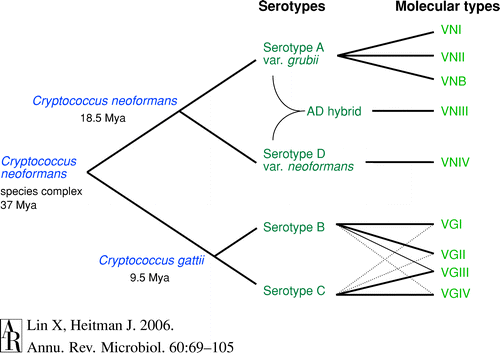 Serotypes
Molecular types
Serotype A
var. grubii
VNI
VNII
VNB
Cryptococcus neoformans
18.5 Mya
AD hybrid
VNIII
Serotype D
var. neoformans
VNIV
Cryptococcus
neoformans
species complex
37 Mya
Serotype B
VGI
Cryptococcus gattii
9.5 Mya
VGII
VGIII
Serotype C
VGIV
AR
Lin X, Heitman J. 2006.
Annu. Rev. Microbiol. 60:69–105